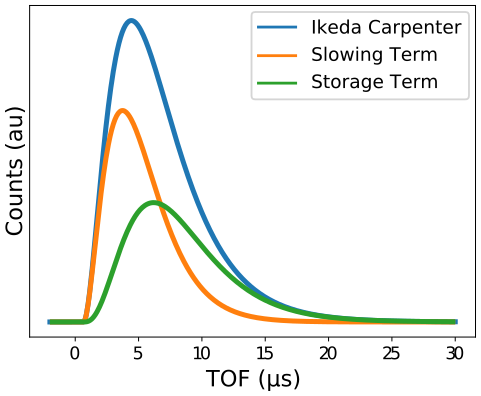 Ikeda Carpenter
Slowing Term
Storage Term
Counts (au)
0 5 10 15 20 25 30
TOF (μs)